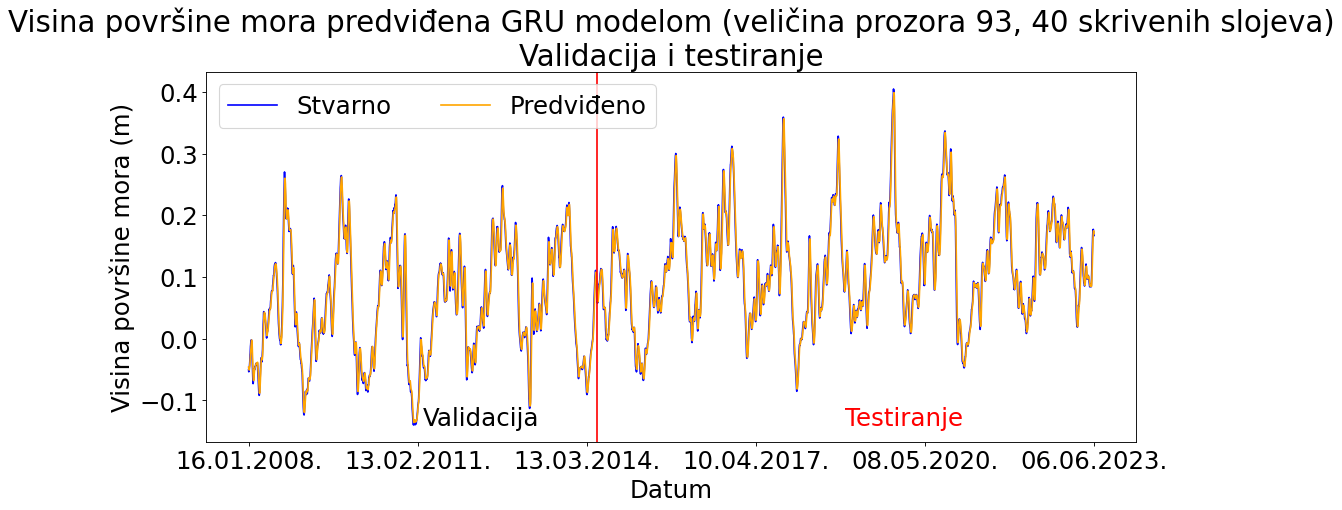 Visina površine mora predviđena GRU modelom (veličina prozora 93, 40 skrivenih slojeva)
Validacija i testiranje
Stvarno
Predviđeno
Visina površine mora (m)
0.4
0.3
0.2
0.1
0.0
−0.1
Validacija
Testiranje
16.01.2008.
13.02.2011.
13.03.2014.
10.04.2017.
08.05.2020.
06.06.2023.
Datum